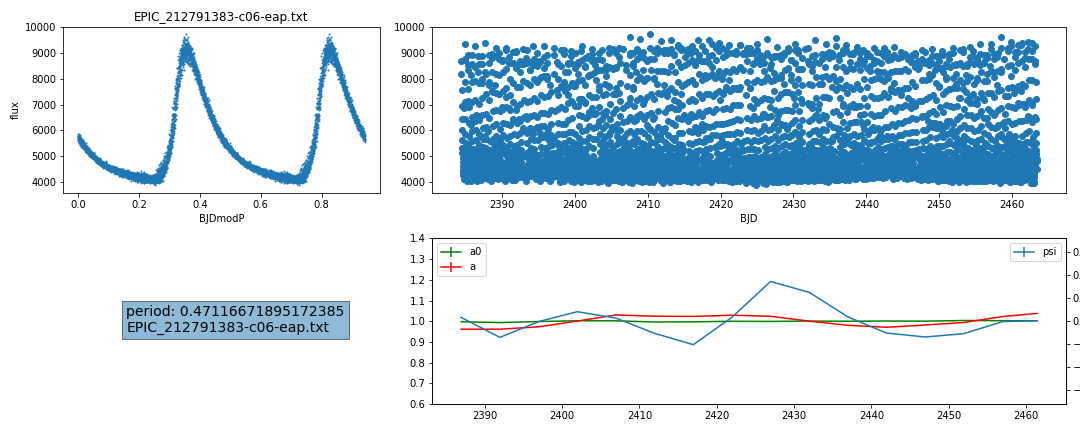 EPIC_212791383-c06-eap.txt
10000
9000
8000
7000
6000
5000
4000
flux
0.0 0.2 0.4 0.6 0.8
BJDmodP
10000
9000
8000
7000
6000
5000
4000
2390 2400 2410 2420 2430 2440 2450 2460
BJD
period: 0.47116671895172385
EPIC_212791383-c06-eap.txt
1.4
1.3
1.2
1.1
1.0
0.9
0.8
0.7
0.6
a0
a
psi
2390 2400 2410 2420 2430 2440 2450 2460